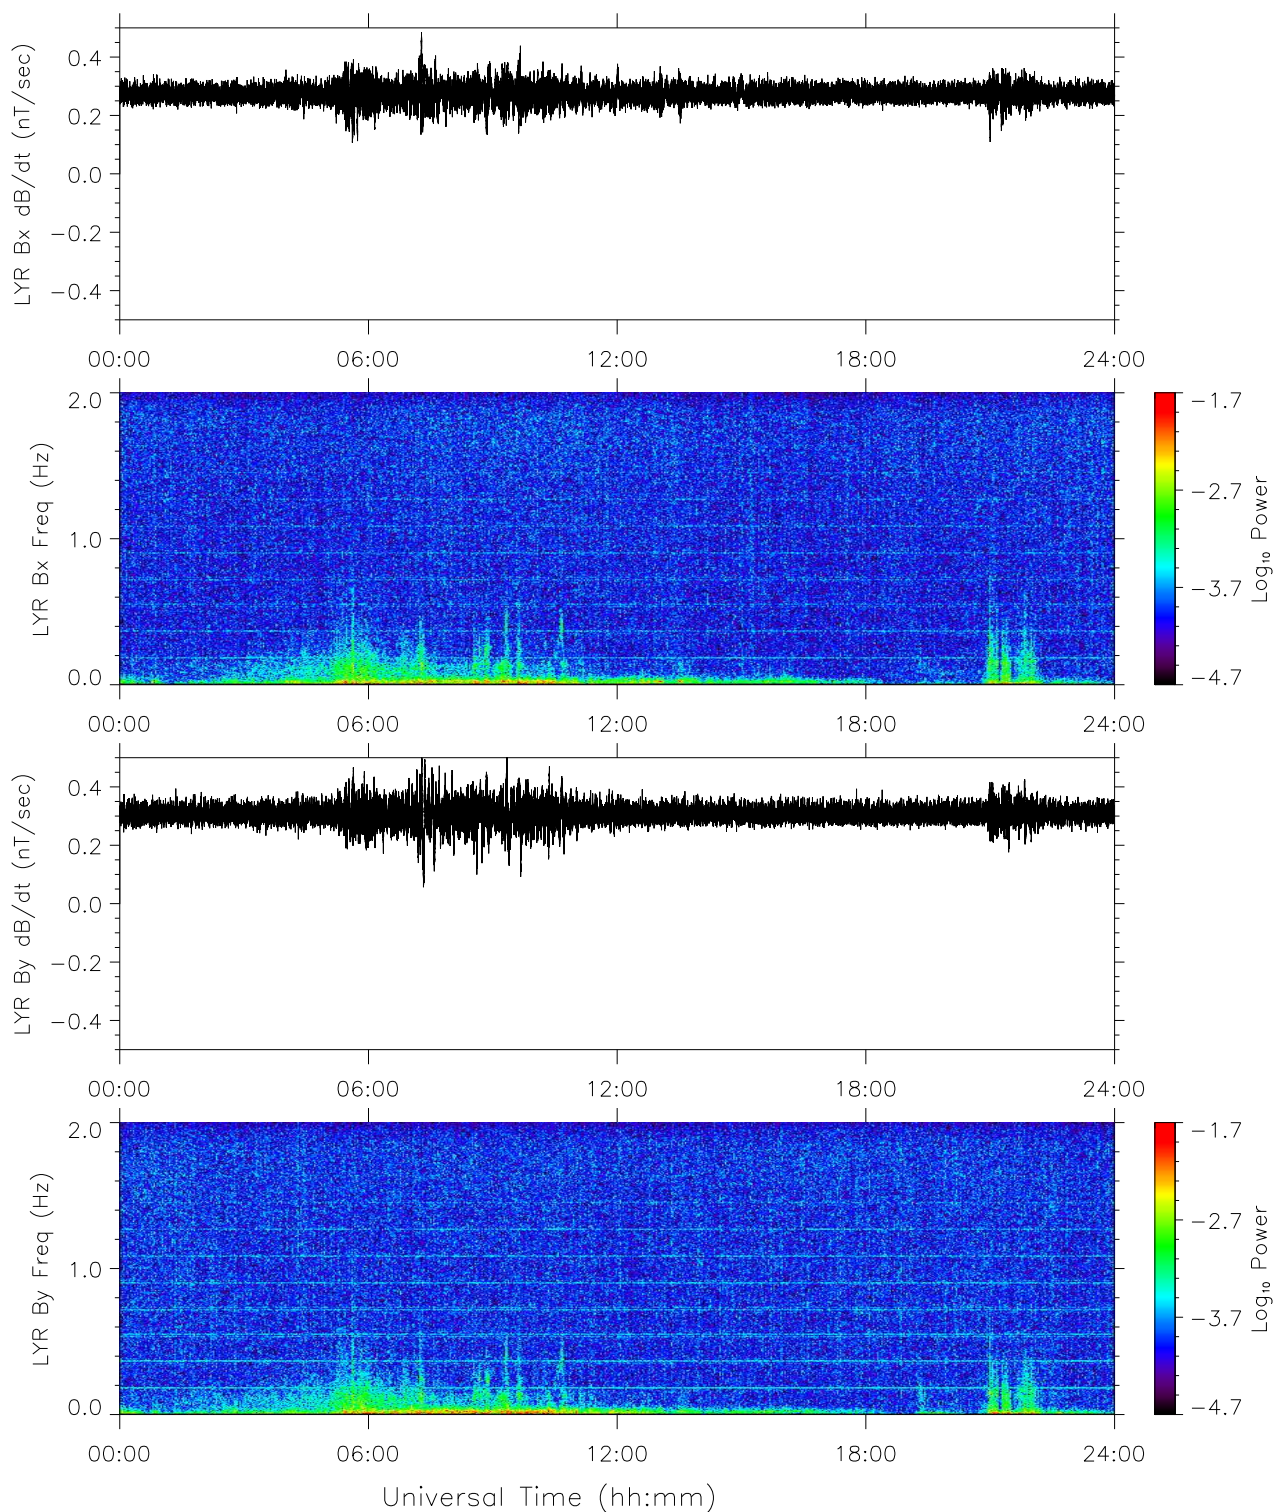 LYR Bx dB/dt (nT/sec)
0.4
0.2
0.0
−0.2
−0.4
00:00 06:00 12:00 18:00 24:00
LYR Bx Freq (Hz)
2.0
1.0
0.0
−1.7
−2.7
−3.7
−4.7
Log₁₀ Power
00:00 06:00 12:00 18:00 24:00
LYR By dB/dt (nT/sec)
0.4
0.2
0.0
−0.2
−0.4
00:00 06:00 12:00 18:00 24:00
LYR By Freq (Hz)
2.0
1.0
0.0
−1.7
−2.7
−3.7
−4.7
Log₁₀ Power
00:00 06:00 12:00 18:00 24:00
Universal Time (hh:mm)